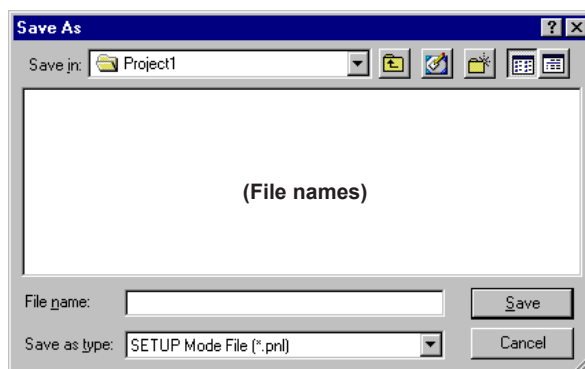 Save As
Save in: Project1
(File names)
File name:
Save
Save as type: SETUP Mode File (*.pnl)
Cancel